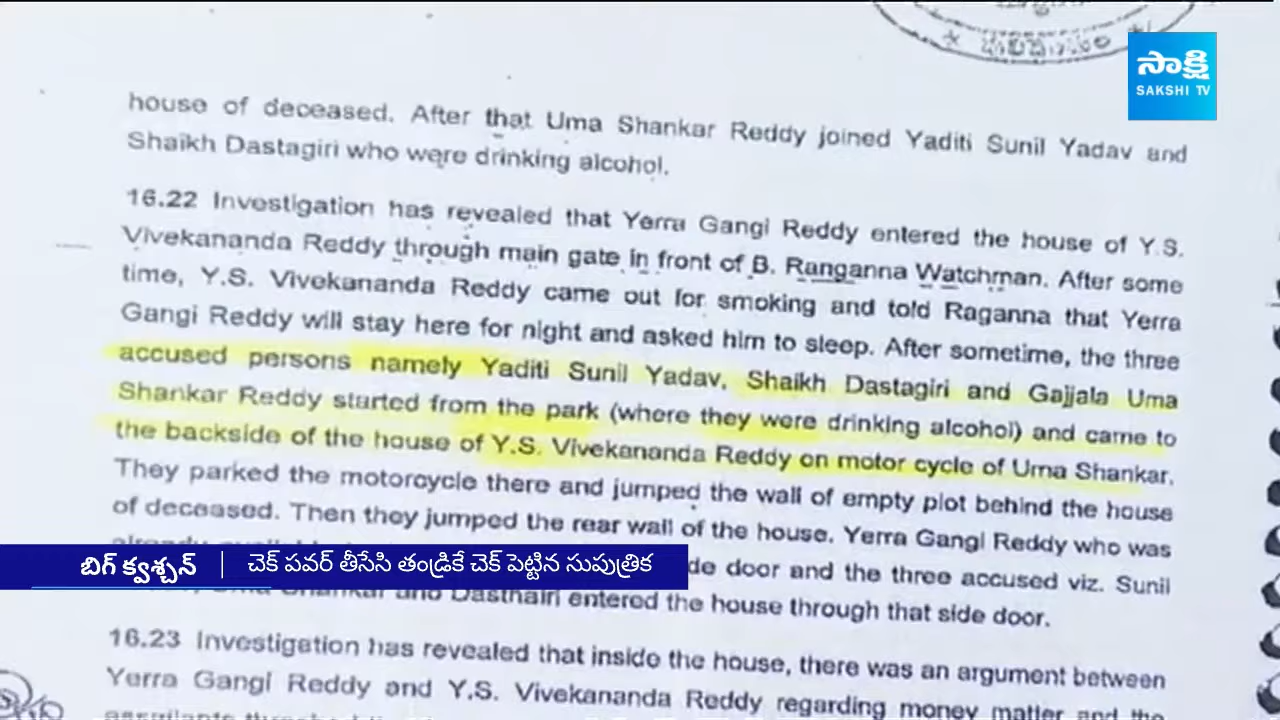 సాక్షి
SAKSHI TV
house of deceased. After that Uma Shankar Reddy joined Yaditi Sunil Yadav and
Shaikh Dastagiri who were drinking alcohol.
16.22 Investigation has revealed that Yerra Gangi Reddy entered the house of Y.S.
Vivekananda Reddy through main gate in front of B. Ranganna Watchman. After some
time, Y.S. Vivekananda Reddy came out for smoking and told Raganna that Yerra
Gangi Reddy will stay here for night and asked him to sleep. After sometime, the three
accused persons namely Yaditi Sunil Yadav, Shaikh Dastagiri and Gajjala Uma
Shankar Reddy started from the park (where they were drinking alcohol) and came to
the backside of the house of Y.S. Vivekananda Reddy on motor cycle of Uma Shankar.
They parked the motorcycle there and jumped the wall of empty plot behind the house
of deceased. Then they jumped the rear wall of the house. Yerra Gangi Reddy who was
de door and the three accused viz. Sunil
Uma Shankar and Dasthairi entered the house through that side door.
బిగ్ క్వశ్చన్ | చెక్ పవర్ తీసేసి తండ్రికే చెక్ పెట్టిన సుపుత్రిక
16.23 Investigation has revealed that inside the house, there was an argument between
Yerra Gangi Reddy and Y.S. Vivekananda Reddy regarding money matter and the